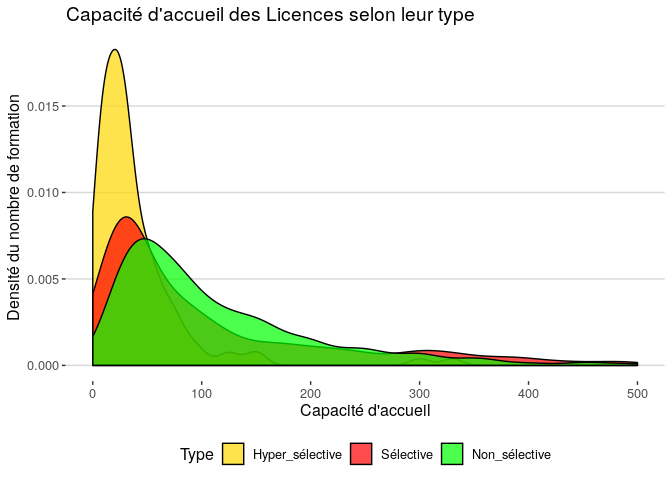 Capacité d'accueil des Licences selon leur type
Densité du nombre de formation
0.015
0.010
0.005
0.000
0 100 200 300 400 500
Capacité d'accueil
Type Hyper_sélective Sélective Non_sélective